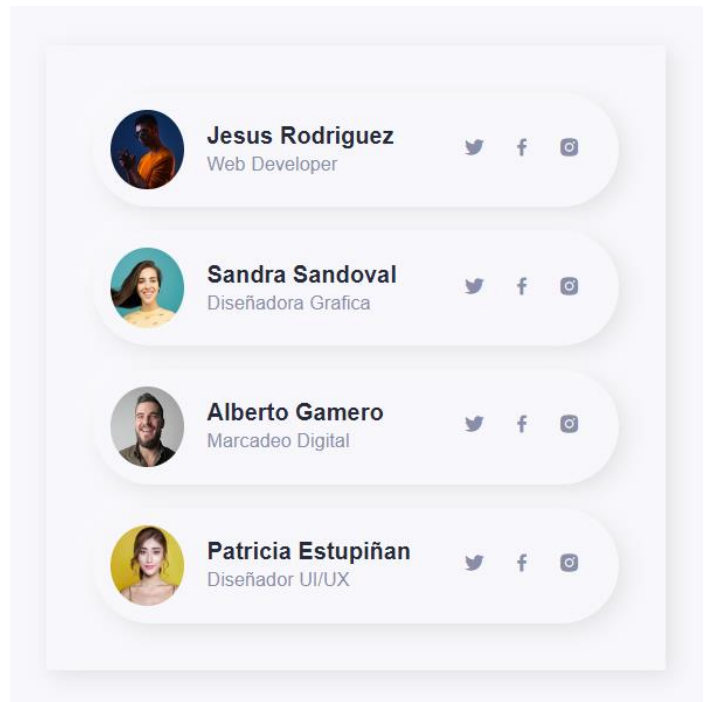 Jesus Rodriguez
Web Developer
Sandra Sandoval
Diseñadora Grafica
Alberto Gamero
Marcadeo Digital
Patricia Estupiñan
Diseñador UI/UX